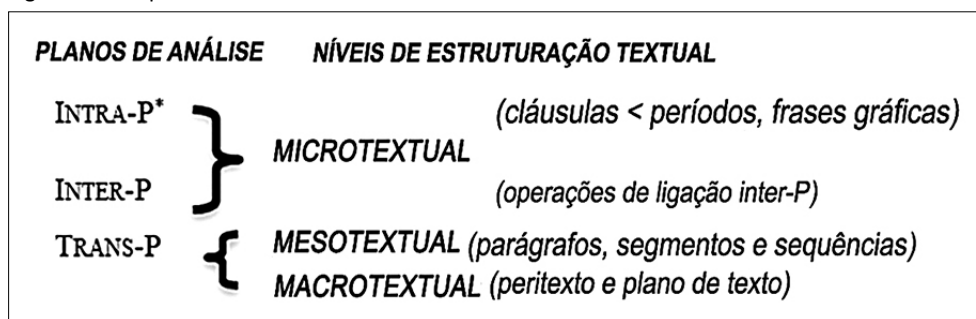 PLANOS DE ANÁLISE NÍVEIS DE ESTRUTURAÇÃO TEXTUAL
INTRA-P* (cláusulas < períodos, frases gráficas)
MICROTEXTUAL
INTER-P (operações de ligação inter-P)
TRANS-P MESOTEXTUAL (parágrafos, segmentos e sequências)
MACROTEXTUAL (peritexto e plano de texto)